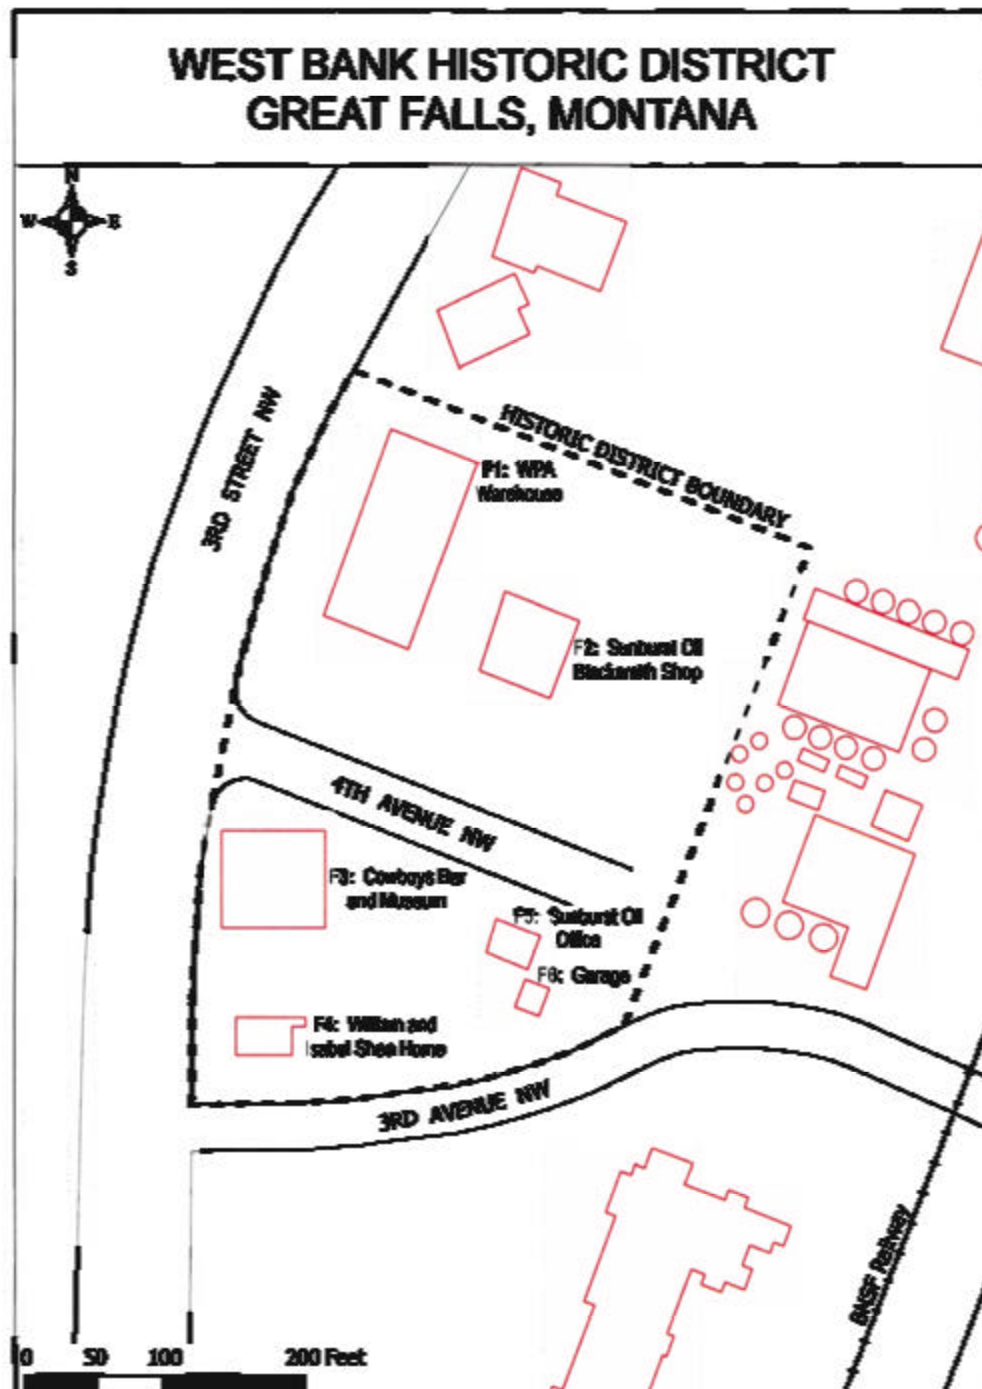 WEST BANK HISTORIC DISTRICT
GREAT FALLS, MONTANA
N
W E
S
3RD STREET NW
HISTORIC DISTRICT BOUNDARY
F1: WPA
Warehouse
F2: Sunburst Oil
Blacksmith Shop
4TH AVENUE NW
F3: Cowboys Bar
and Museum
F5: Sunburst Oil
Office
F6: Garage
F4: William and
Isabel Shea Home
3RD AVENUE NW
BNSF Railway
0 50 100 200 Feet